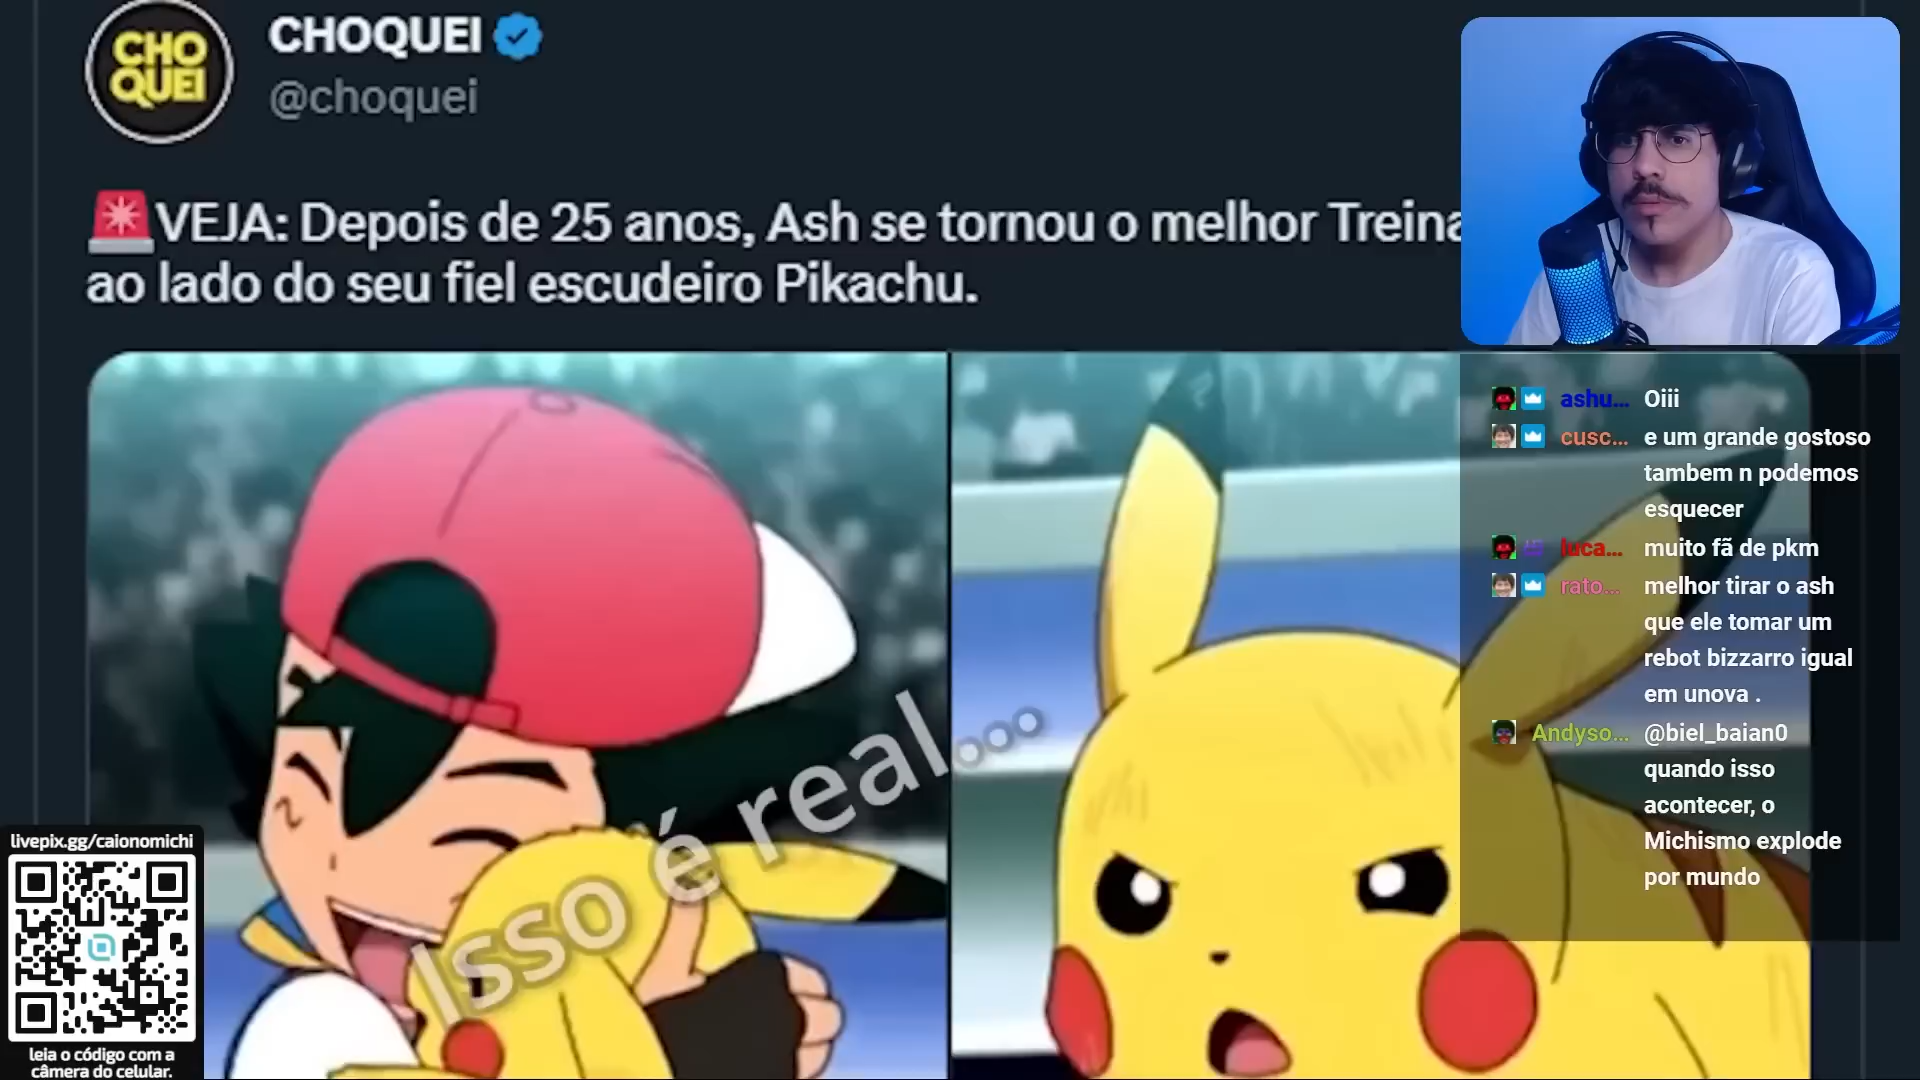 CHO
QUEI
CHOQUEI
@choquei
VEJA: Depois de 25 anos, Ash se tornou o melhor Treina
ao lado do seu fiel escudeiro Pikachu.
Isso é real...
ashu... Oiii
cusc... e um grande gostoso
tambem n podemos
esquecer
luca... muito fã de pkm
rato... melhor tirar o ash
que ele tomar um
rebot bizzarro igual
em unova .
Andyso... @biel_baian0
quando isso
acontecer, o
Michismo explode
por mundo
livepix.gg/caionomichi
leia o código com a
câmera do celular.